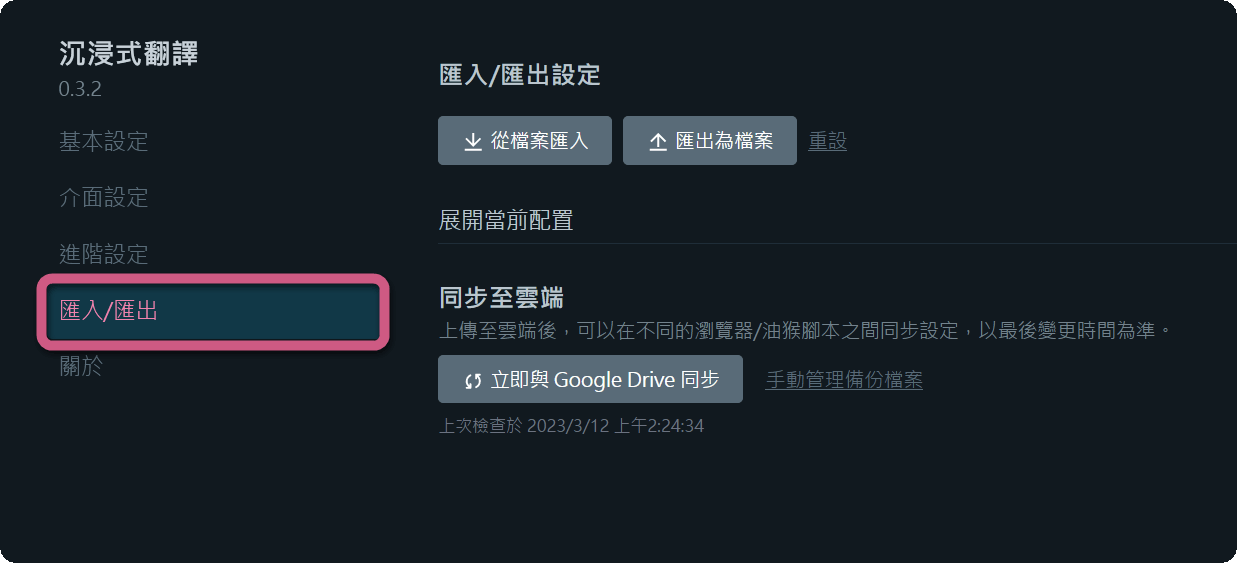 沉浸式翻譯
0.3.2
基本設定
介面設定
進階設定
匯入/匯出
關於
匯入/匯出設定
從檔案匯入 匯出為檔案 重設
展開當前配置
同步至雲端
上傳至雲端後，可以在不同的瀏覽器/油猴腳本之間同步設定，以最後變更時間為準。
立即與 Google Drive 同步 手動管理備份檔案
上次檢查於 2023/3/12 上午2:24:34